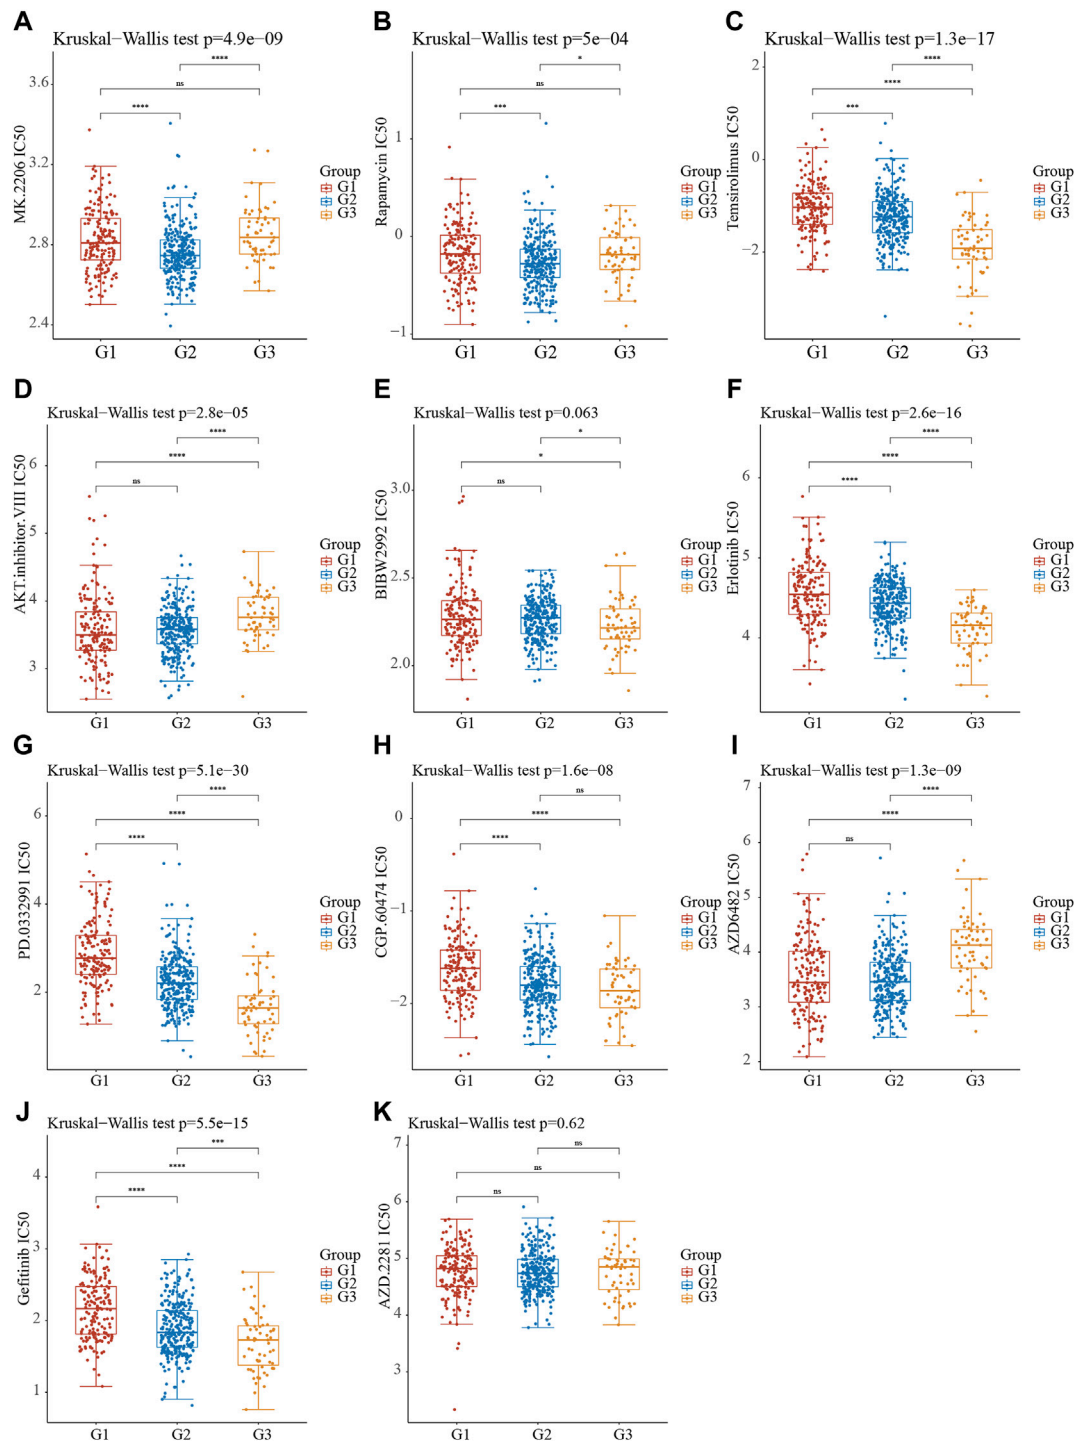 A
Kruskal−Wallis test p=4.9e−09
****
ns
****
3.6
3.2
2.8
2.4
MK.2206 IC50
G1
G2
G3
Group
G1
G2
G3
B
Kruskal−Wallis test p=5e−04
*
ns
***
1
0
−1
Rapamycin IC50
G1
G2
G3
Group
G1
G2
G3
C
Kruskal−Wallis test p=1.3e−17
****
****
***
2
0
−2
Temsirolimus IC50
G1
G2
G3
Group
G1
G2
G3
D
Kruskal−Wallis test p=2.8e−05
****
****
ns
6
5
4
3
AKT.inhibitor.VIII IC50
G1
G2
G3
Group
G1
G2
G3
E
Kruskal−Wallis test p=0.063
*
*
ns
3.0
2.5
2.0
BIBW2992 IC50
G1
G2
G3
Group
G1
G2
G3
F
Kruskal−Wallis test p=2.6e−16
****
****
****
6
5
4
Erlotinib IC50
G1
G2
G3
Group
G1
G2
G3
G
Kruskal−Wallis test p=5.1e−30
****
****
****
6
4
2
PD.0332991 IC50
G1
G2
G3
Group
G1
G2
G3
H
Kruskal−Wallis test p=1.6e−08
ns
****
****
0
−1
−2
CGP.60474 IC50
G1
G2
G3
Group
G1
G2
G3
I
Kruskal−Wallis test p=1.3e−09
****
****
ns
7
6
5
4
3
2
AZD6482 IC50
G1
G2
G3
Group
G1
G2
G3
J
Kruskal−Wallis test p=5.5e−15
***
****
****
4
3
2
1
Gefitinib IC50
G1
G2
G3
Group
G1
G2
G3
K
Kruskal−Wallis test p=0.62
ns
ns
ns
7
6
5
4
3
AZD.2281 IC50
G1
G2
G3
Group
G1
G2
G3